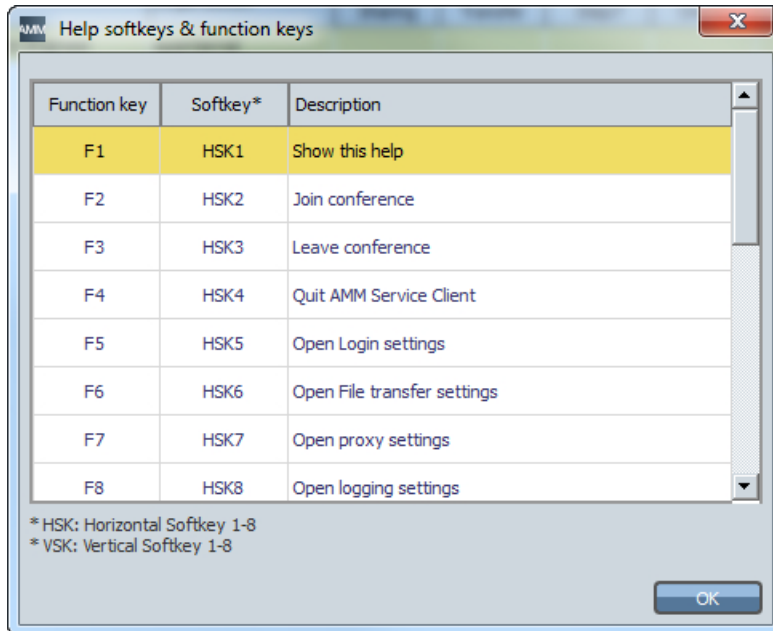 AMM Help softkeys & function keys
Function key Softkey* Description
F1 HSK1 Show this help
F2 HSK2 Join conference
F3 HSK3 Leave conference
F4 HSK4 Quit AMM Service Client
F5 HSK5 Open Login settings
F6 HSK6 Open File transfer settings
F7 HSK7 Open proxy settings
F8 HSK8 Open logging settings
* HSK: Horizontal Softkey 1-8
* VSK: Vertical Softkey 1-8
OK